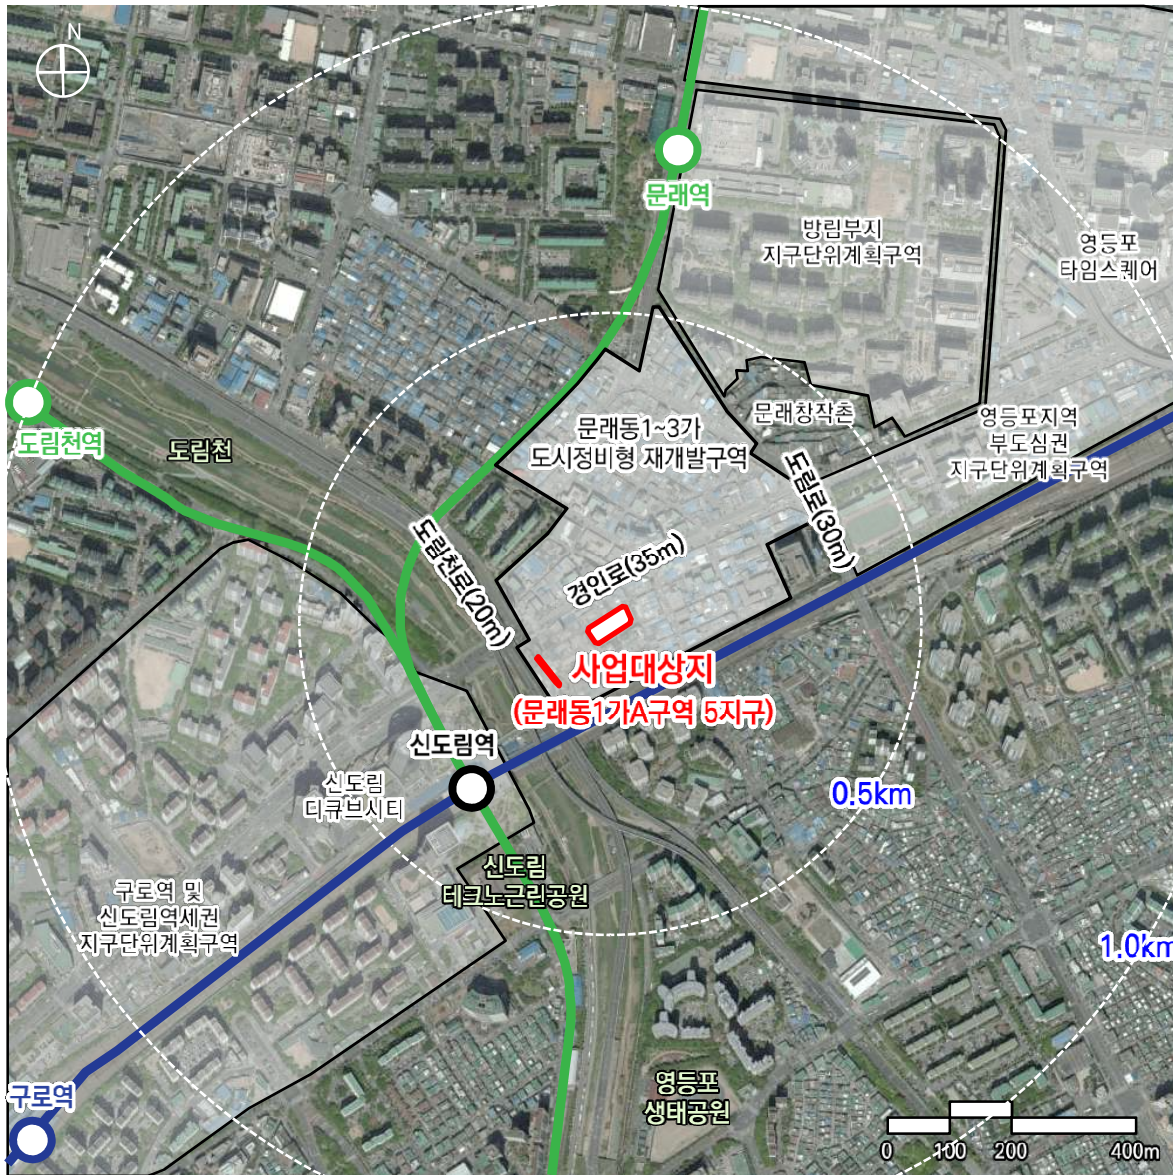 N
문래역
방림부지
지구단위계획구역
영등포
타임스퀘어
도림천역
도림천
문래동1~3가
도시정비형 재개발구역
문래창작촌
영등포지역
부도심권
지구단위계획구역
도림로(30m)
도림천로(20m)
경인로(35m)
사업대상지
(문래동1가A구역 5지구)
신도림역
신도림
디큐브시티
0.5km
신도림
테크노근린공원
구로역 및
신도림역세권
지구단위계획구역
1.0km
구로역
영등포
생태공원
0 100 200 400m